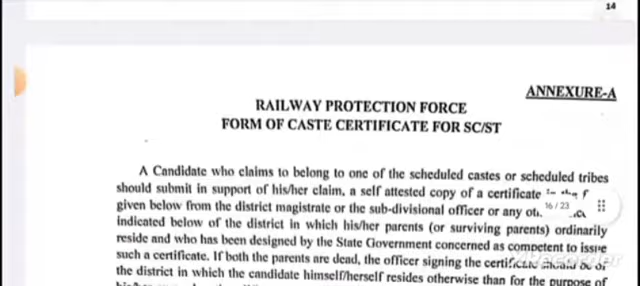 14
ANNEXURE-A
RAILWAY PROTECTION FORCE
FORM OF CASTE CERTIFICATE FOR SC/ST
A Candidate who claims to belong to one of the scheduled castes or scheduled tribes
should submit in support of his/her claim, a self attested copy of a certificate
given below from the district magistrate or the sub-divisional officer or any
16 / 23
indicated below of the district in which his/her parents (or surviving parents) ordinarily
reside and who has been designed by the State Government concerned as competent to issue
such a certificate. If both the parents are dead, the officer signing the certificate should be of
the district in which the candidate himself/herself resides otherwise than for the purpose of